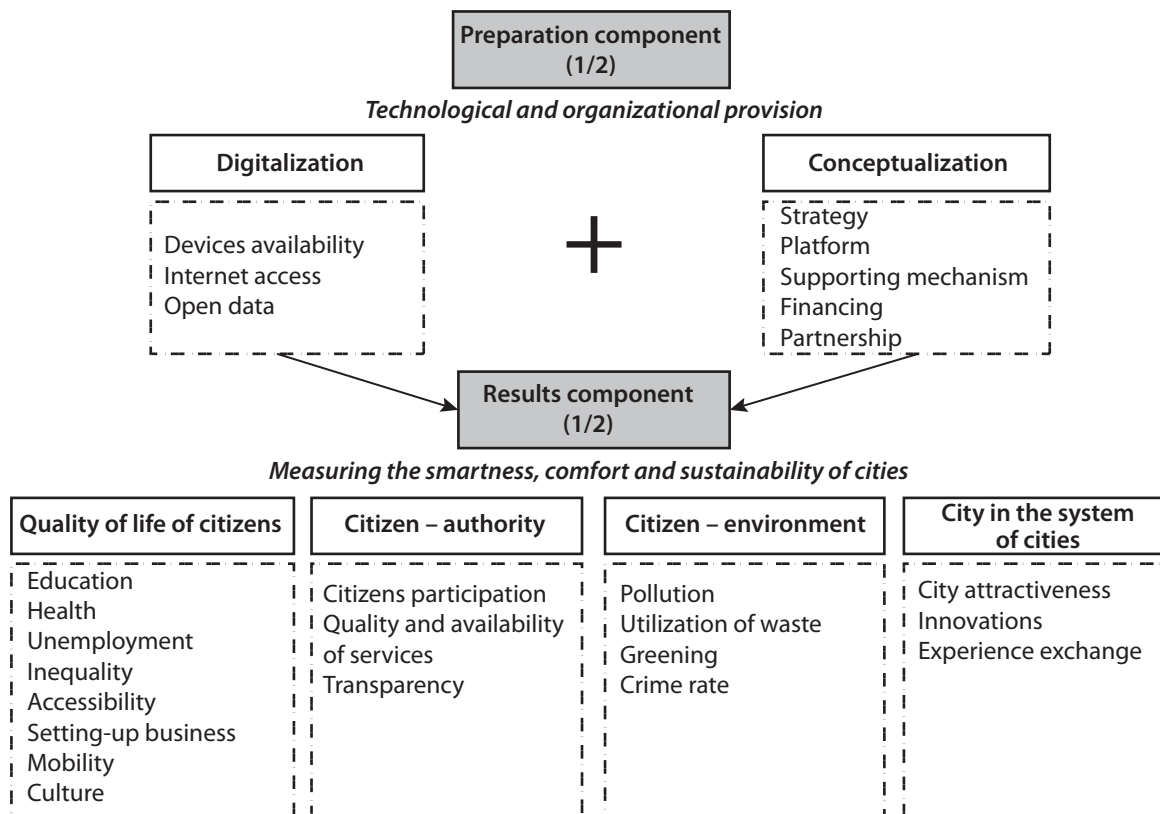 Preparation component
(1/2)
Technological and organizational provision
Digitalization
Devices availability
Internet access
Open data
+
Conceptualization
Strategy
Platform
Supporting mechanism
Financing
Partnership
Results component
(1/2)
Measuring the smartness, comfort and sustainability of cities
Quality of life of citizens
Education
Health
Unemployment
Inequality
Accessibility
Setting-up business
Mobility
Culture
Citizen – authority
Citizens participation
Quality and availability
of services
Transparency
Citizen – environment
Pollution
Utilization of waste
Greening
Crime rate
City in the system
of cities
City attractiveness
Innovations
Experience exchange